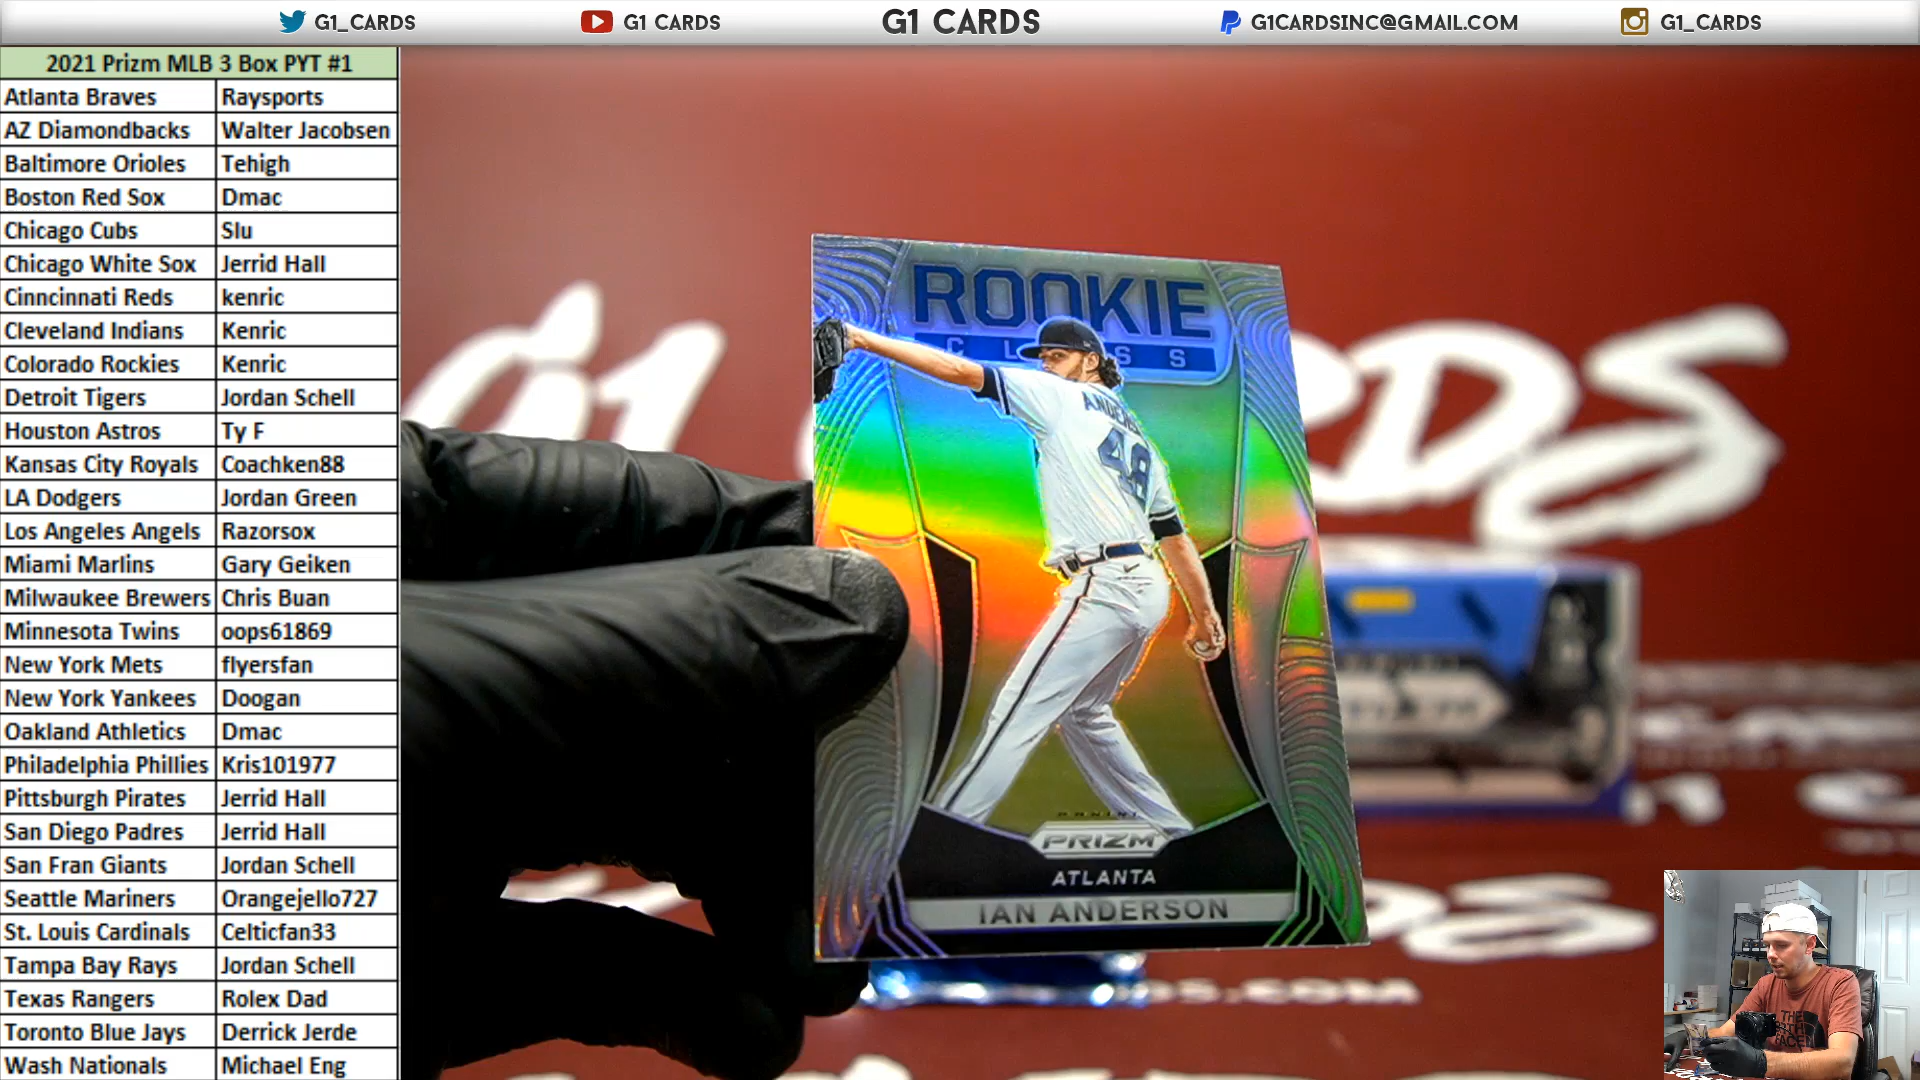 G1_CARDS G1 CARDS G1 CARDS G1CARDSINC@GMAIL.COM G1_CARDS
2021 Prizm MLB 3 Box PYT #1
Atlanta Braves Raysports
AZ Diamondbacks Walter Jacobsen
Baltimore Orioles Tehigh
Boston Red Sox Dmac
Chicago Cubs Slu
Chicago White Sox Jerrid Hall
Cinncinnati Reds kenric
Cleveland Indians Kenric
Colorado Rockies Kenric
Detroit Tigers Jordan Schell
Houston Astros Ty F
Kansas City Royals Coachken88
LA Dodgers Jordan Green
Los Angeles Angels Razorsox
Miami Marlins Gary Geiken
Milwaukee Brewers Chris Buan
Minnesota Twins oops61869
New York Mets flyersfan
New York Yankees Doogan
Oakland Athletics Dmac
Philadelphia Phillies Kris101977
Pittsburgh Pirates Jerrid Hall
San Diego Padres Jerrid Hall
San Fran Giants Jordan Schell
Seattle Mariners Orangejello727
St. Louis Cardinals Celticfan33
Tampa Bay Rays Jordan Schell
Texas Rangers Rolex Dad
Toronto Blue Jays Derrick Jerde
Wash Nationals Michael Eng
ROOKIE
CLASS
48
PANINI
PRIZM
ATLANTA
IAN ANDERSON
G1 CARDS
THE
NORTH
FACE